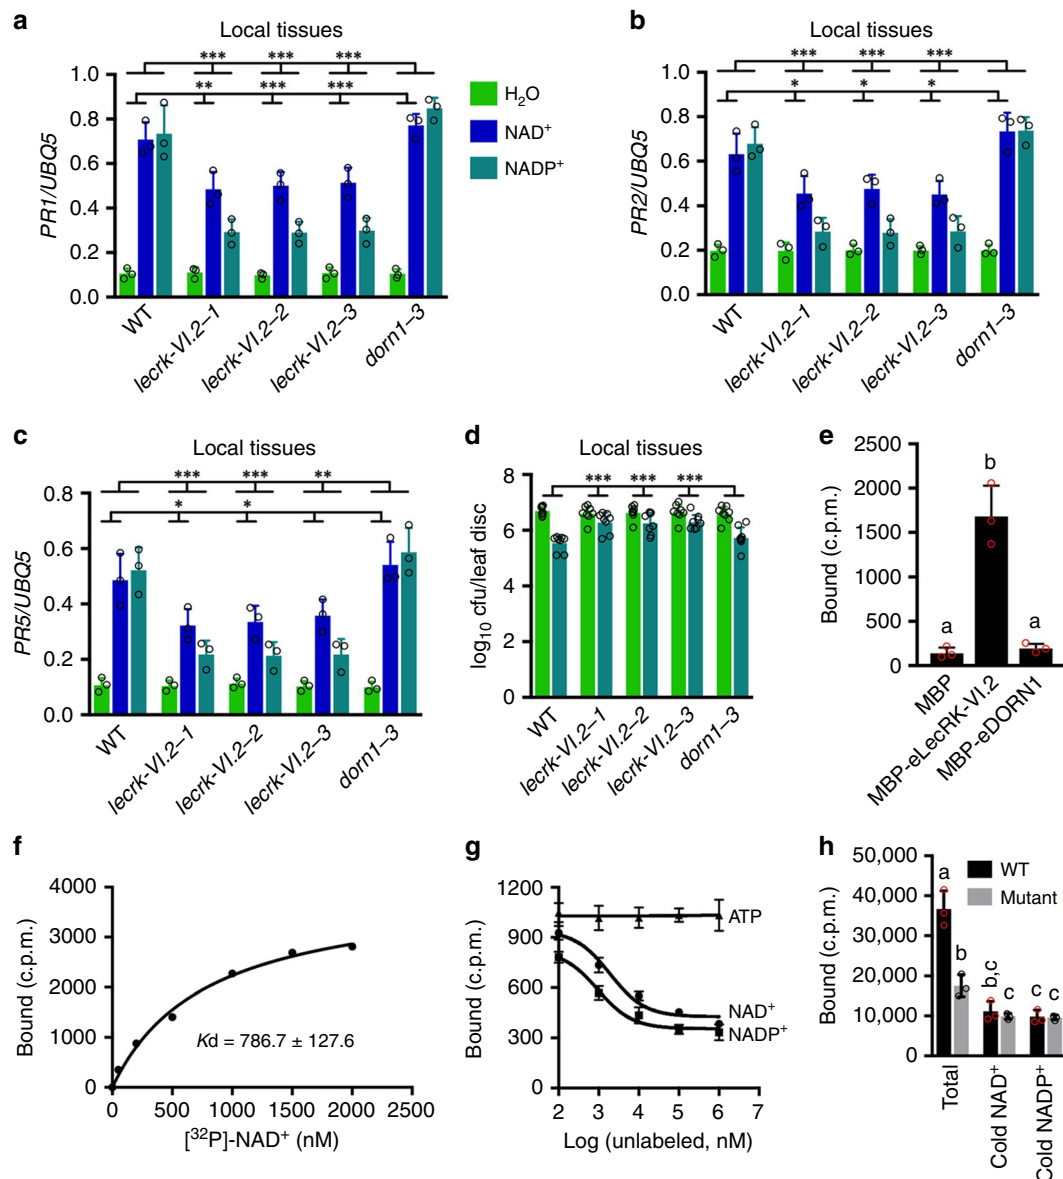 a
Local tissues
*** *** ***
** *** ***
PR1/UBQ5
1.0
0.8
0.6
0.4
0.2
0.0
WT
lecrk-VI.2–1
lecrk-VI.2–2
lecrk-VI.2–3
dorn1–3
H2O
NAD+
NADP+
b
Local tissues
*** *** ***
* * *
PR2/UBQ5
1.0
0.8
0.6
0.4
0.2
0.0
WT
lecrk-VI.2–1
lecrk-VI.2–2
lecrk-VI.2–3
dorn1–3
c
Local tissues
*** *** **
* *
PR5/UBQ5
0.8
0.6
0.4
0.2
0.0
WT
lecrk-VI.2–1
lecrk-VI.2–2
lecrk-VI.2–3
dorn1–3
d
Local tissues
*** *** ***
log10 cfu/leaf disc
8
6
4
2
0
WT
lecrk-VI.2–1
lecrk-VI.2–2
lecrk-VI.2–3
dorn1–3
e
Bound (c.p.m.)
2500
2000
1500
1000
500
0
a
b
a
MBP
MBP-eLecRK-VI.2
MBP-eDORN1
f
Bound (c.p.m.)
4000
3000
2000
1000
0
Kd = 786.7 ± 127.6
0 500 1000 1500 2000 2500
[32P]-NAD+ (nM)
g
Bound (c.p.m.)
1200
900
600
300
0
ATP
NAD+
NADP+
2 3 4 5 6 7
Log (unlabeled, nM)
h
Bound (c.p.m.)
50,000
40,000
30,000
20,000
10,000
0
WT
Mutant
a
b
b,c
c
c c
Total
Cold NAD+
Cold NADP+